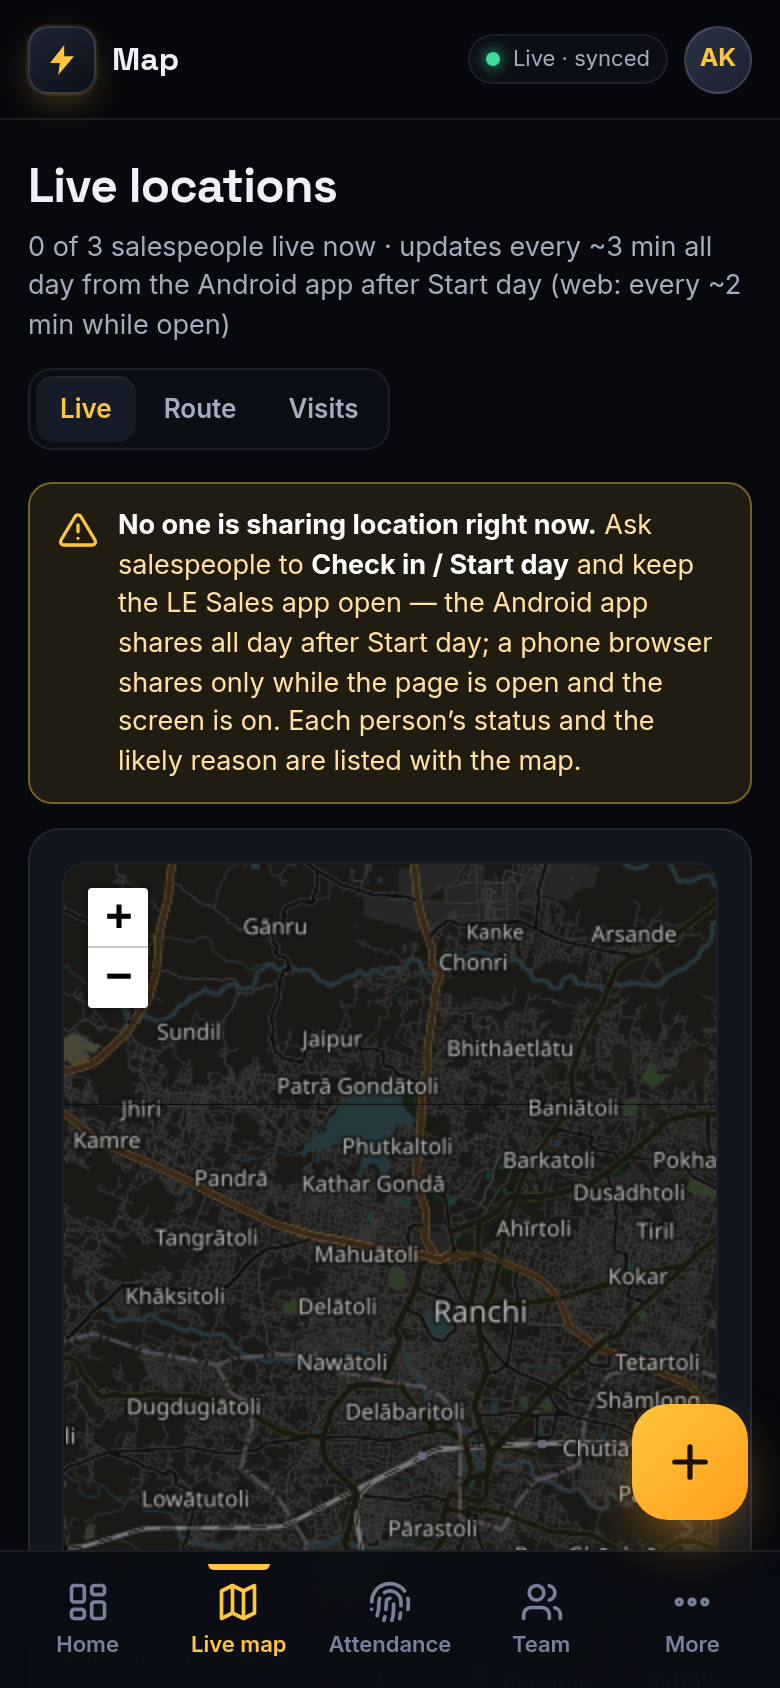 Map
Live · synced
AK
Live locations
0 of 3 salespeople live now · updates every ~3 min all
day from the Android app after Start day (web: every ~2
min while open)
Live
Route
Visits
No one is sharing location right now. Ask
salespeople to Check in / Start day and keep
the LE Sales app open — the Android app
shares all day after Start day; a phone browser
shares only while the page is open and the
screen is on. Each person’s status and the
likely reason are listed with the map.
+
−
Gānru
Kanke
Arsande
Chonri
Sundil
Jaipur
Bhithāetlātu
Patrā Gondātoli
Jhiri
Baniātoli
Kamre
Phutkaltoli
Barkatoli
Pokha
Pandrā
Kathar Gondā
Dusādhtoli
Tangrātoli
Ahīrtoli
Tiril
Mahuātoli
Kokar
Khāksitoli
Delātoli
Ranchi
Nawātoli
Tetartoli
Shāmlong
Dugdugiātoli
Delābaritoli
li
Chutiā
Lowātutoli
Pārastoli
+
Home
Live map
Attendance
Team
More